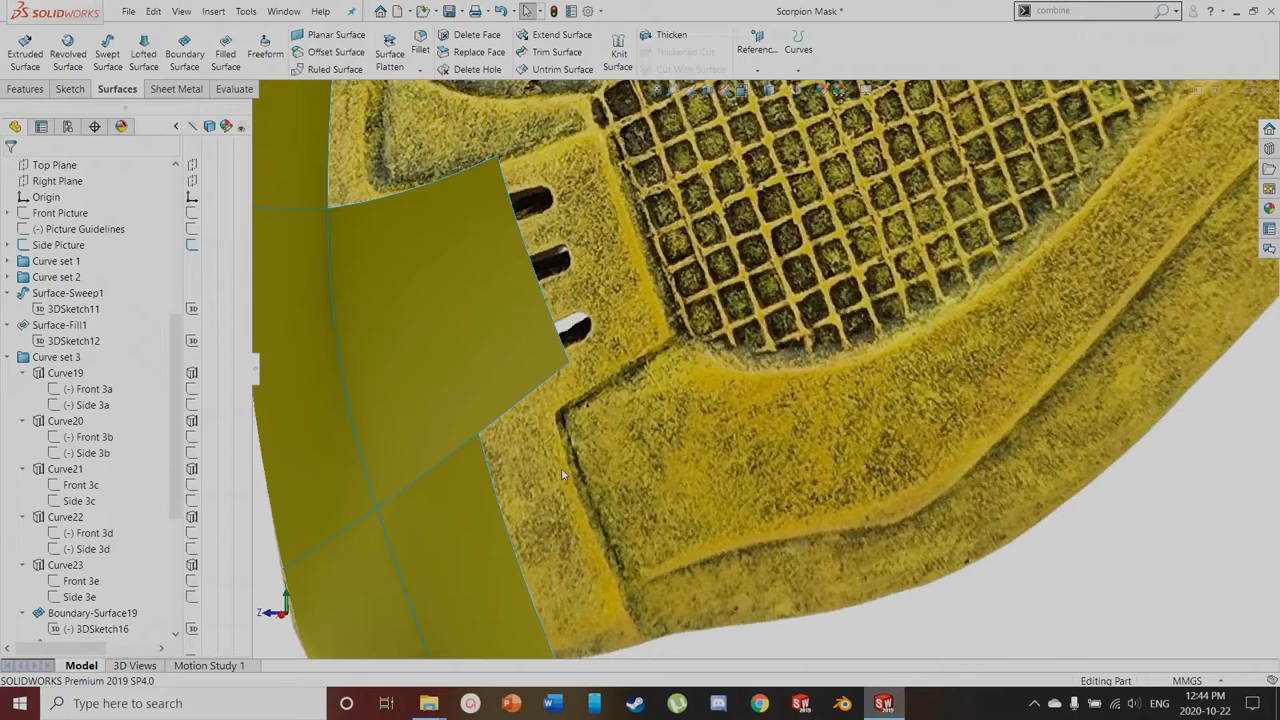 SOLIDWORKS File Edit View Insert Tools Window Help Scorpion Mask * combine
Extruded Surface Revolved Surface Swept Surface Lofted Surface Boundary Surface Filled Surface Freeform Planar Surface Offset Surface Ruled Surface Surface Flatten Fillet Delete Face Replace Face Delete Hole Extend Surface Trim Surface Untrim Surface Knit Surface Thicken Thickened Cut Cut With Surface Referenc... Curves
Features Sketch Surfaces Sheet Metal Evaluate
Top Plane
Right Plane
Origin
Front Picture
(-) Picture Guidelines
Side Picture
Curve set 1
Curve set 2
Surface-Sweep1
3DSketch11
Surface-Fill1
3DSketch12
Curve set 3
Curve19
(-) Front 3a
(-) Side 3a
Curve20
(-) Front 3b
(-) Side 3b
Curve21
Front 3c
Side 3c
Curve22
(-) Front 3d
(-) Side 3d
Curve23
Front 3e
Side 3e
Boundary-Surface19
(-) 3DSketch16
Z
Model 3D Views Motion Study 1
SOLIDWORKS Premium 2019 SP4.0 Editing Part MMGS
Type here to search ENG 12:44 PM
2020-10-22